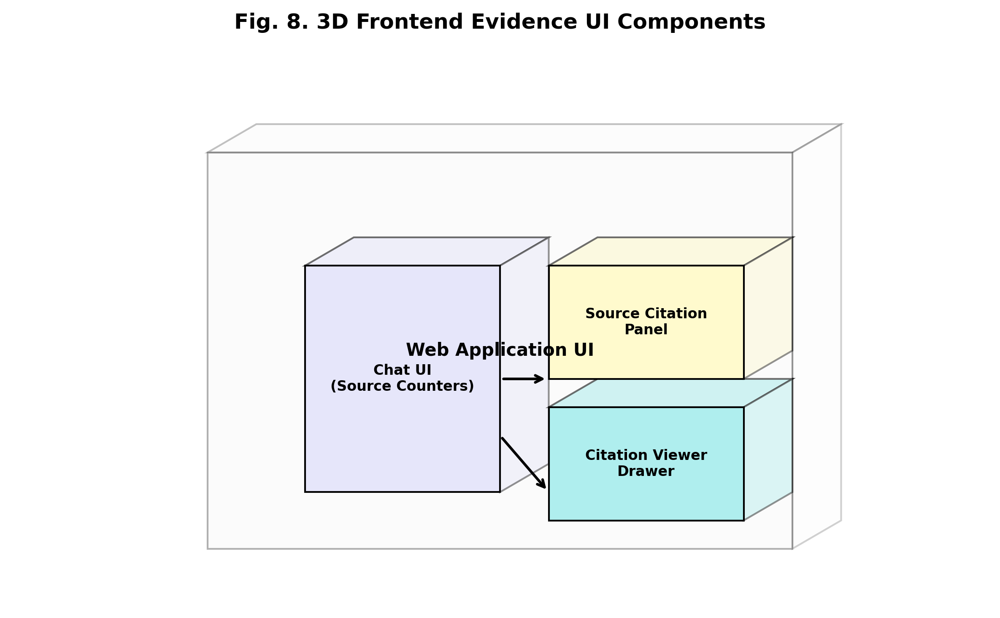 Fig. 8. 3D Frontend Evidence UI Components
Source Citation
Panel
Web Application UI
Chat UI
(Source Counters)
Citation Viewer
Drawer